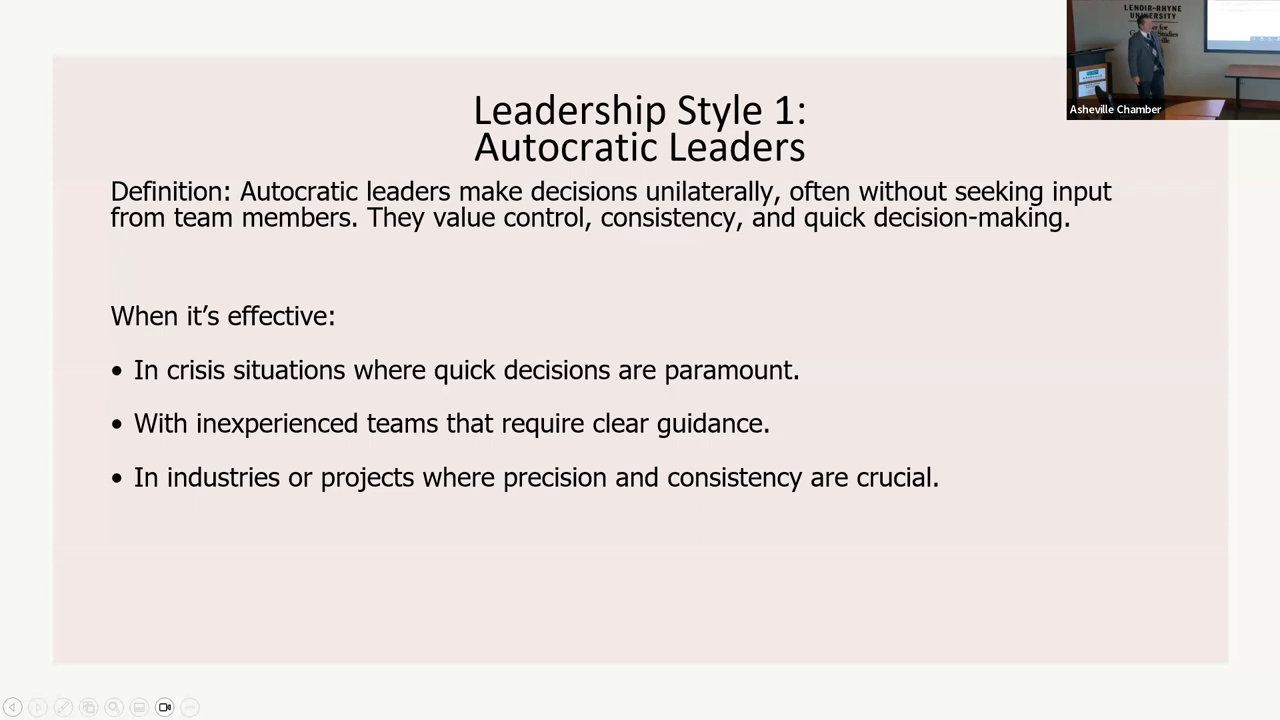 Leadership Style 1:
Autocratic Leaders
Definition: Autocratic leaders make decisions unilaterally, often without seeking input
from team members. They value control, consistency, and quick decision-making.
When it’s effective:
• In crisis situations where quick decisions are paramount.
• With inexperienced teams that require clear guidance.
• In industries or projects where precision and consistency are crucial.
LENOIR-RHYNE
UNIVERSITY
Asheville Chamber